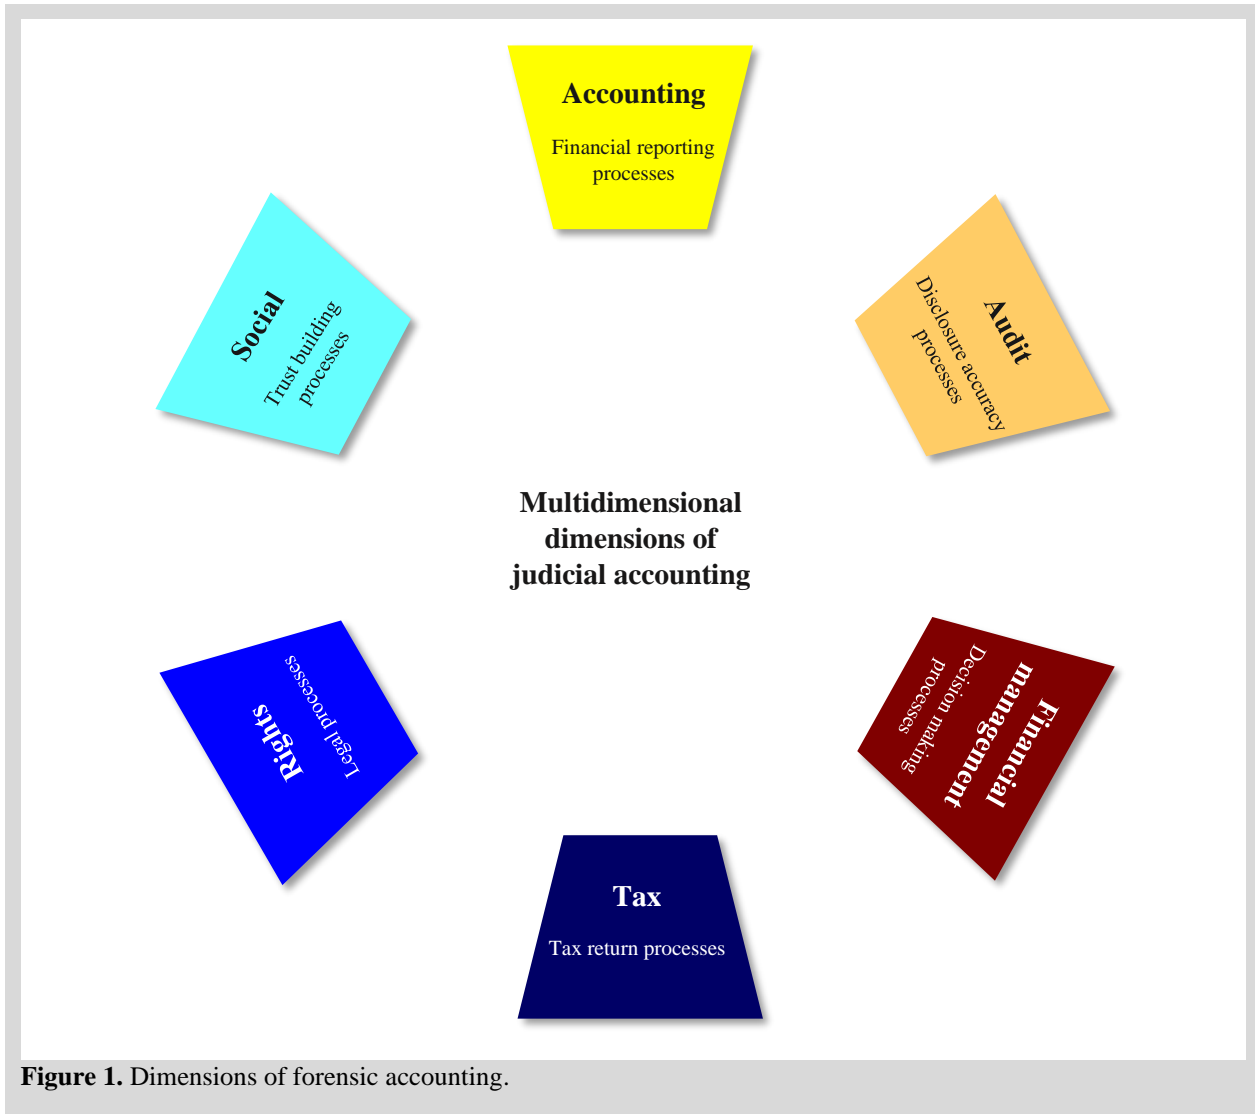 Accounting
Financial reporting
processes
Audit
Disclosure accuracy
processes
Financial
management
Decision making
processes
Tax
Tax return processes
Rights
Legal processes
Social
Trust building
processes
Multidimensional
dimensions of
judicial accounting
Figure 1. Dimensions of forensic accounting.